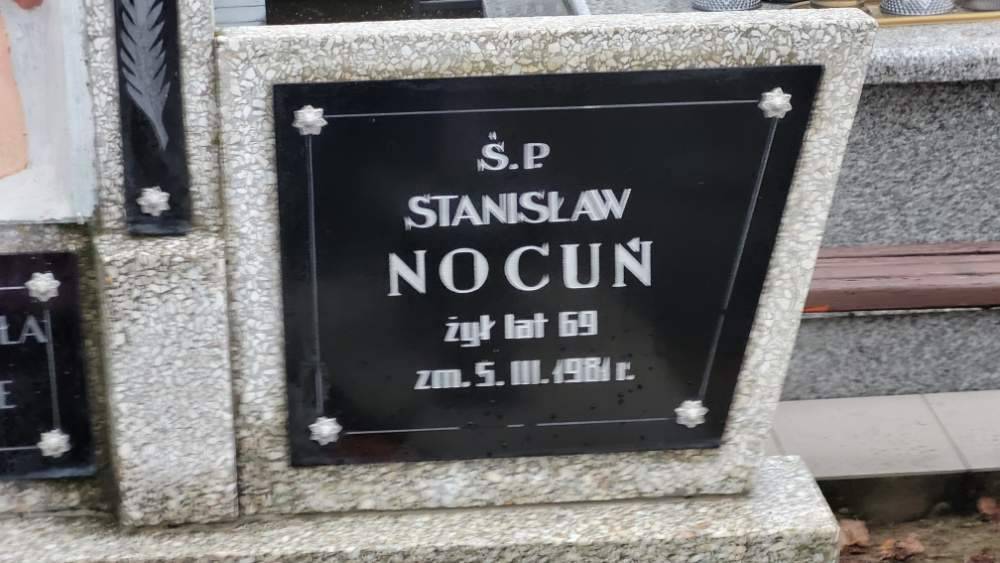 Ś.P.
STANISŁAW
NOCUŃ
żył lat 69
zm. 5. III. 1981 r.